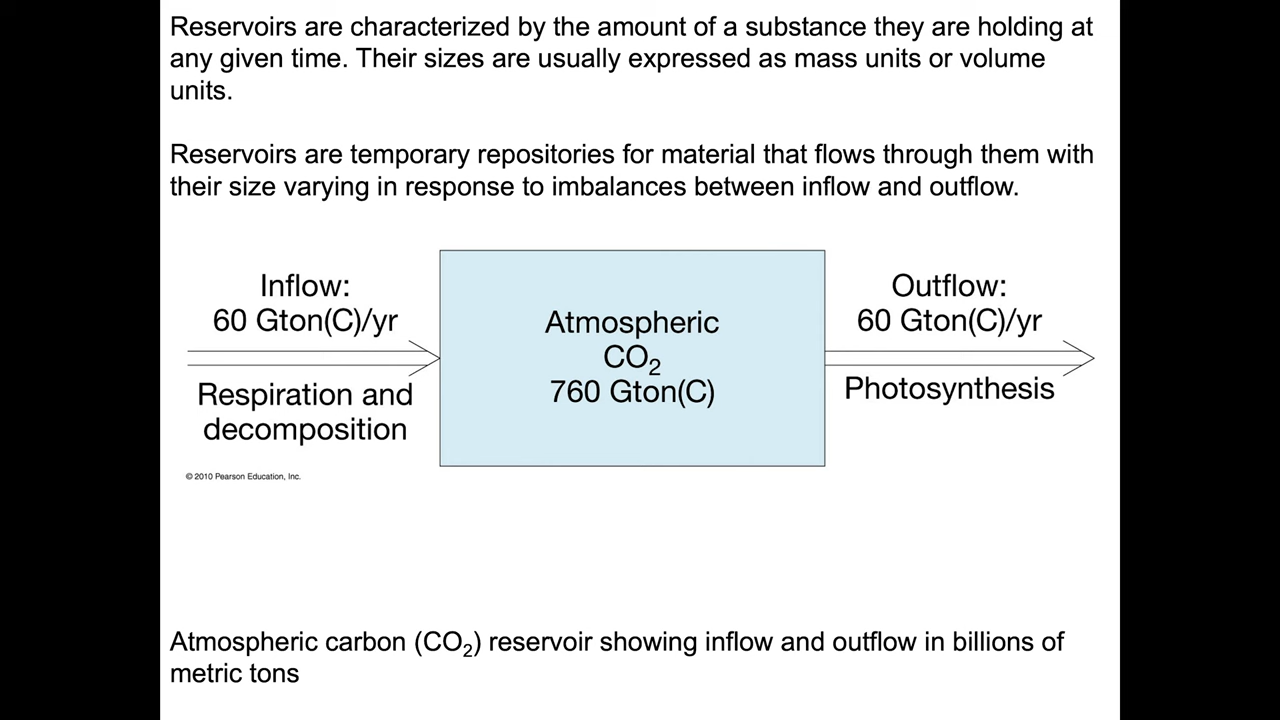 Reservoirs are characterized by the amount of a substance they are holding at
any given time. Their sizes are usually expressed as mass units or volume
units.
Reservoirs are temporary repositories for material that flows through them with
their size varying in response to imbalances between inflow and outflow.
Inflow:
60 Gton(C)/yr
Respiration and
decomposition
Atmospheric
CO₂
760 Gton(C)
Outflow:
60 Gton(C)/yr
Photosynthesis
© 2010 Pearson Education, Inc.
Atmospheric carbon (CO₂) reservoir showing inflow and outflow in billions of
metric tons